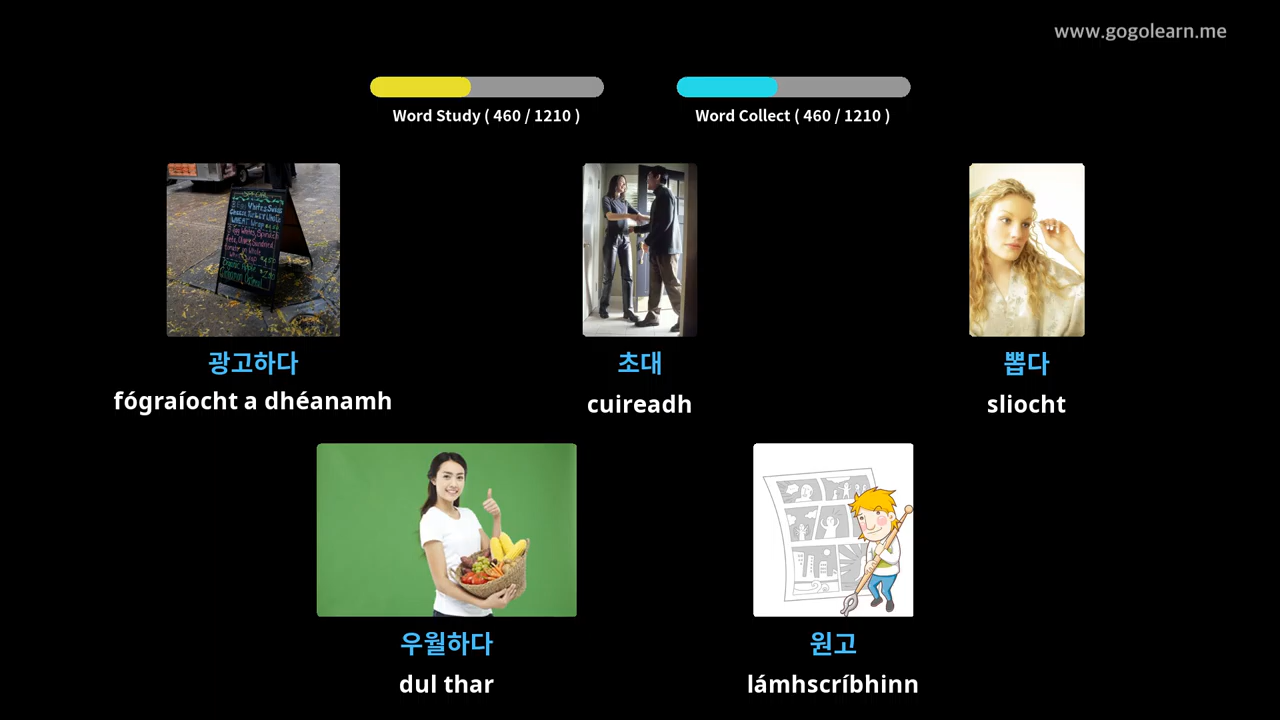 www.gogolearn.me
Word Study ( 460 / 1210 )
Word Collect ( 460 / 1210 )
광고하다
fógraíocht a dhéanamh
초대
cuireadh
뽑다
sliocht
우월하다
dul thar
원고
lámhscríbhinn